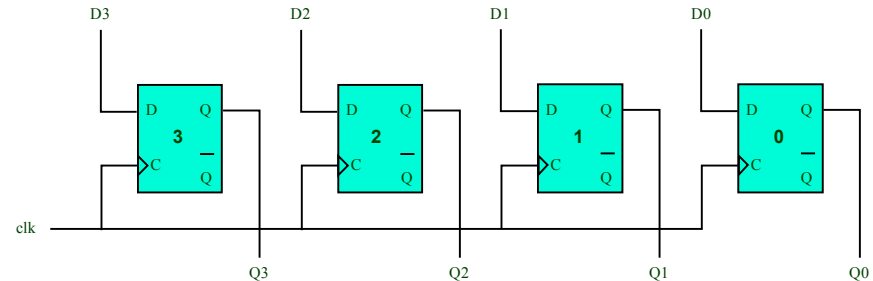 D3 D2 D1 D0
D Q D Q D Q D Q
3 2 1 0
C Q C Q C Q C Q
clk
Q3 Q2 Q1 Q0